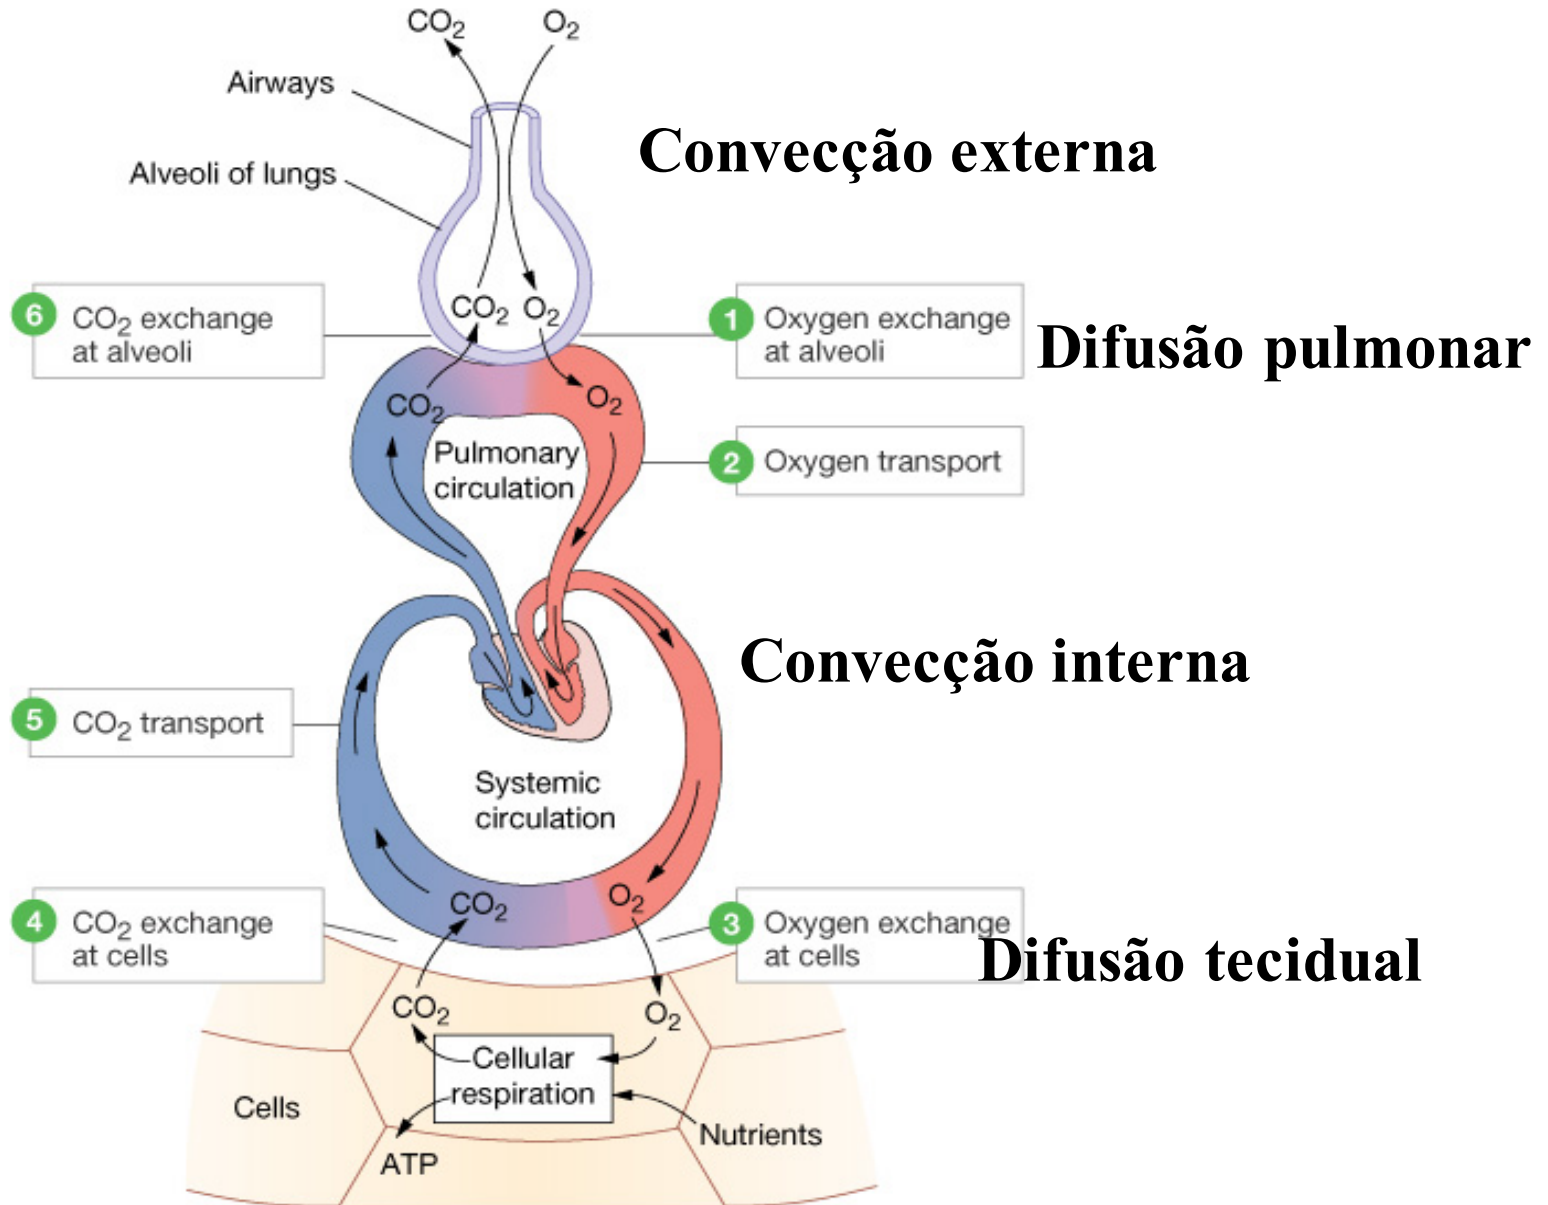 CO₂
O₂
Airways
Convecção externa
Alveoli of lungs
6
CO₂ exchange
at alveoli
CO₂
O₂
1
Oxygen exchange
at alveoli
Difusão pulmonar
CO₂
O₂
Pulmonary
circulation
2
Oxygen transport
Convecção interna
5
CO₂ transport
Systemic
circulation
4
CO₂ exchange
at cells
CO₂
O₂
3
Oxygen exchange
at cells
Difusão tecidual
CO₂
O₂
Cellular
respiration
Cells
Nutrients
ATP